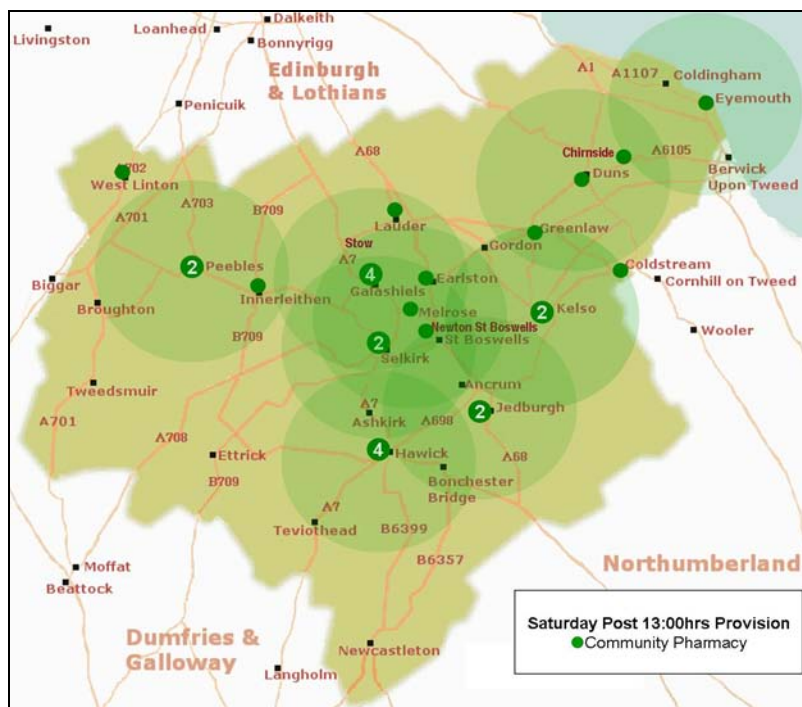 Dalkeith
Livingston
Loanhead
Bonnyrigg
Edinburgh
& Lothians
A1
A1107
Coldingham
Eyemouth
Penicuik
A68
Chirnside
A6105
Berwick
Upon Tweed
A702
West Linton
Duns
A701
A703
B709
Lauder
Greenlaw
Stow
Gordon
A7
4
2
Peebles
Earlston
Coldstream
Biggar
Galashiels
Cornhill on Tweed
Innerleithen
Broughton
Melrose
2
Kelso
Newton St Boswells
Wooler
B709
2
St Boswells
Selkirk
Tweedsmuir
Ancrum
A7
2
Jedburgh
A701
Ashkirk
A698
A708
4
Hawick
A68
Ettrick
B709
Bonchester
Bridge
A7
Teviothead
B6399
B6357
Moffat
Northumberland
Beattock
Saturday Post 13:00hrs Provision
Community Pharmacy
Dumfries &
Galloway
Newcastleton
Langholm